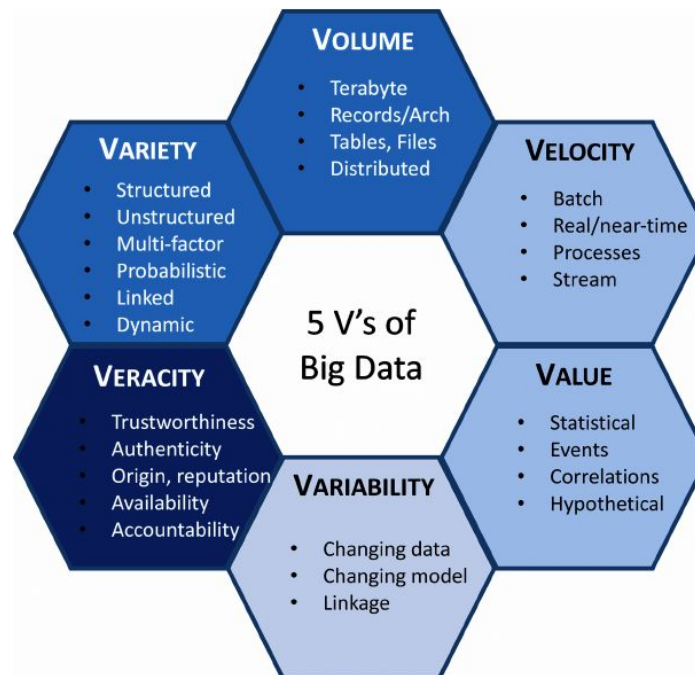 VOLUME
• Terabyte
• Records/Arch
• Tables, Files
• Distributed
VARIETY
• Structured
• Unstructured
• Multi-factor
• Probabilistic
• Linked
• Dynamic
VELOCITY
• Batch
• Real/near-time
• Processes
• Stream
5 V's of
Big Data
VERACITY
• Trustworthiness
• Authenticity
• Origin, reputation
• Availability
• Accountability
VALUE
• Statistical
• Events
• Correlations
• Hypothetical
VARIABILITY
• Changing data
• Changing model
• Linkage